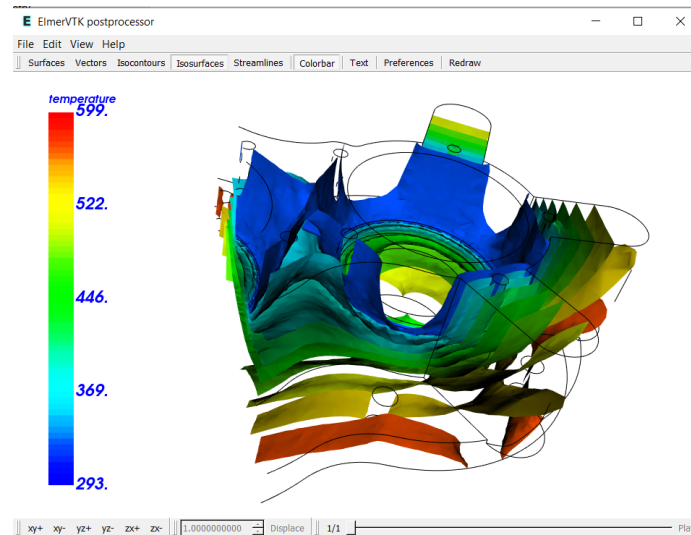 ElmerVTK postprocessor
File Edit View Help
Surfaces Vectors Isocontours Isosurfaces Streamlines Colorbar Text Preferences Redraw
temperature
599.
522.
446.
369.
293.
xy+ xy- yz+ yz- zx+ zx- 1.0000000000 Displace 1/1